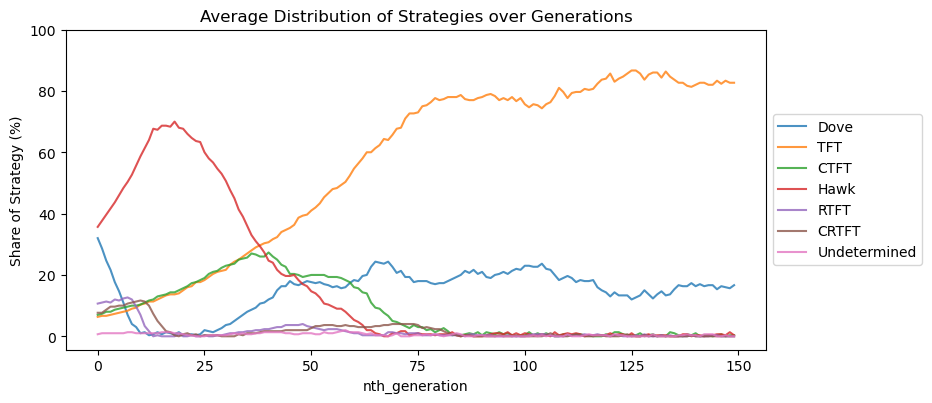 Average Distribution of Strategies over Generations
Share of Strategy (%)
100
80
60
40
20
0
0 25 50 75 100 125 150
nth_generation
Dove
TFT
CTFT
Hawk
RTFT
CRTFT
Undetermined